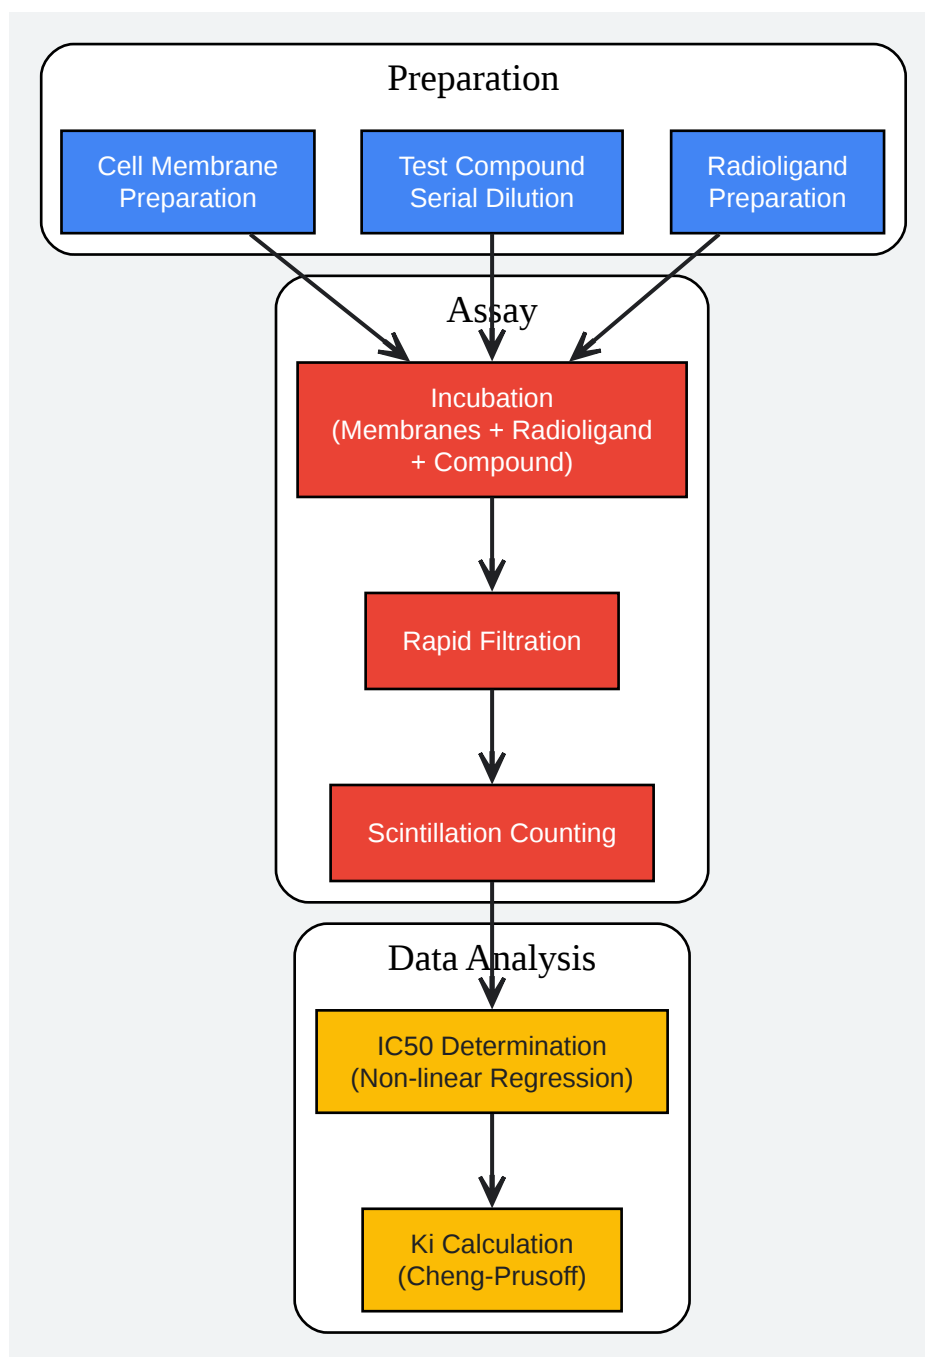 Preparation
Cell Membrane
Preparation
Test Compound
Serial Dilution
Radioligand
Preparation
Assay
Incubation
(Membranes + Radioligand
+ Compound)
Rapid Filtration
Scintillation Counting
Data Analysis
IC50 Determination
(Non-linear Regression)
Ki Calculation
(Cheng-Prusoff)